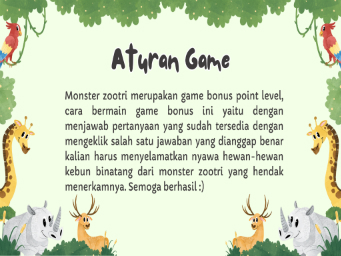 Aturan Game
Monster zootri merupakan game bonus point level,
cara bermain game bonus ini yaitu dengan
menjawab pertanyaan yang sudah tersedia dengan
mengeklik salah satu jawaban yang dianggap benar
kalian harus menyelamatkan nyawa hewan-hewan
kebun binatang dari monster zootri yang hendak
menerkamnya. Semoga berhasil :)